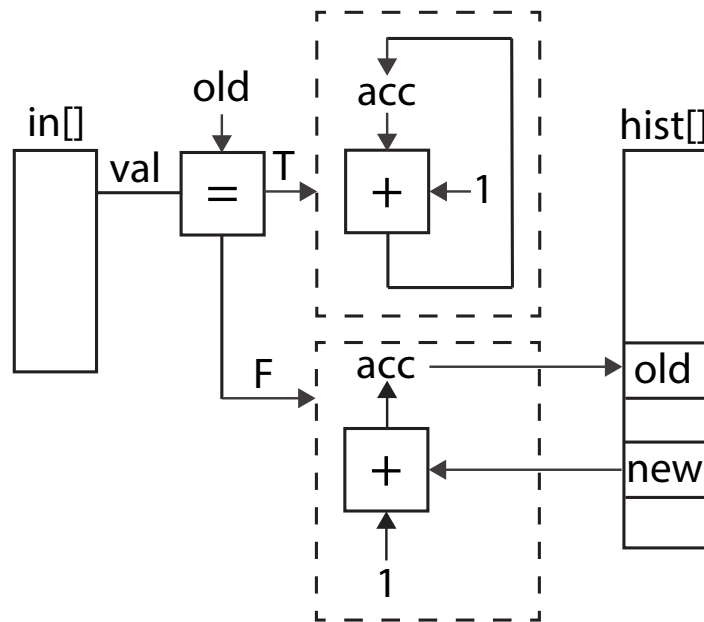 in[]
val
old
=
T
acc
+
1
hist[]
F
acc
old
+
new
1